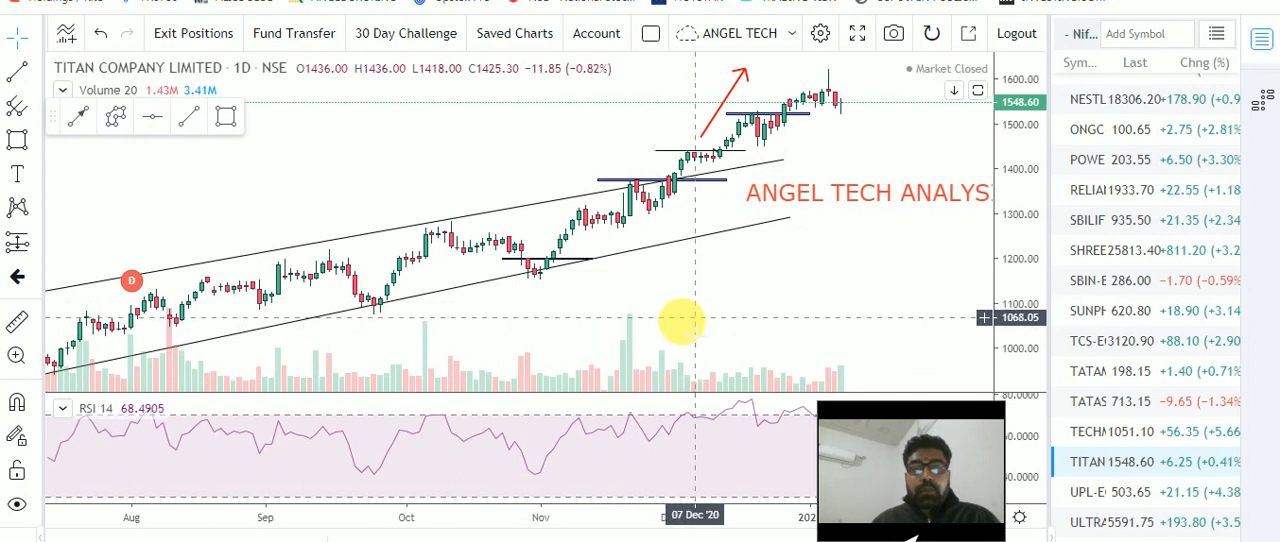 Exit Positions Fund Transfer 30 Day Challenge Saved Charts Account ANGEL TECH Logout
- Nif... Add Symbol
TITAN COMPANY LIMITED · 1D · NSE O1436.00 H1436.00 L1418.00 C1425.30 −11.85 (−0.82%)
Market Closed
Volume 20 1.43M 3.41M
Sym... Last Chng (%)
1600.00
1548.60
1500.00
1400.00
1300.00
1200.00
1100.00
1068.05
1000.00
ANGEL TECH ANALYS
D
RSI 14 68.4905
80.0000
Aug Sep Oct Nov 07 Dec '20
NESTL 18306.20 +178.90 (+0.9
ONGC 100.65 +2.75 (+2.81%
POWE 203.55 +6.50 (+3.30%
RELIA 1933.70 +22.55 (+1.18
SBILIF 935.50 +21.35 (+2.34
SHREE 25813.40 +811.20 (+3.2
SBIN-E 286.00 −1.70 (−0.59%
SUNPH 620.80 +18.90 (+3.14
TCS-E 3120.90 +88.10 (+2.90
TATAM 198.15 +1.40 (+0.71%
TATAS 713.15 −9.65 (−1.34%
TECHM 1051.10 +56.35 (+5.66
TITAN 1548.60 +6.25 (+0.41%
UPL-E 503.65 +21.15 (+4.38
ULTRA 5591.75 +193.80 (+3.5